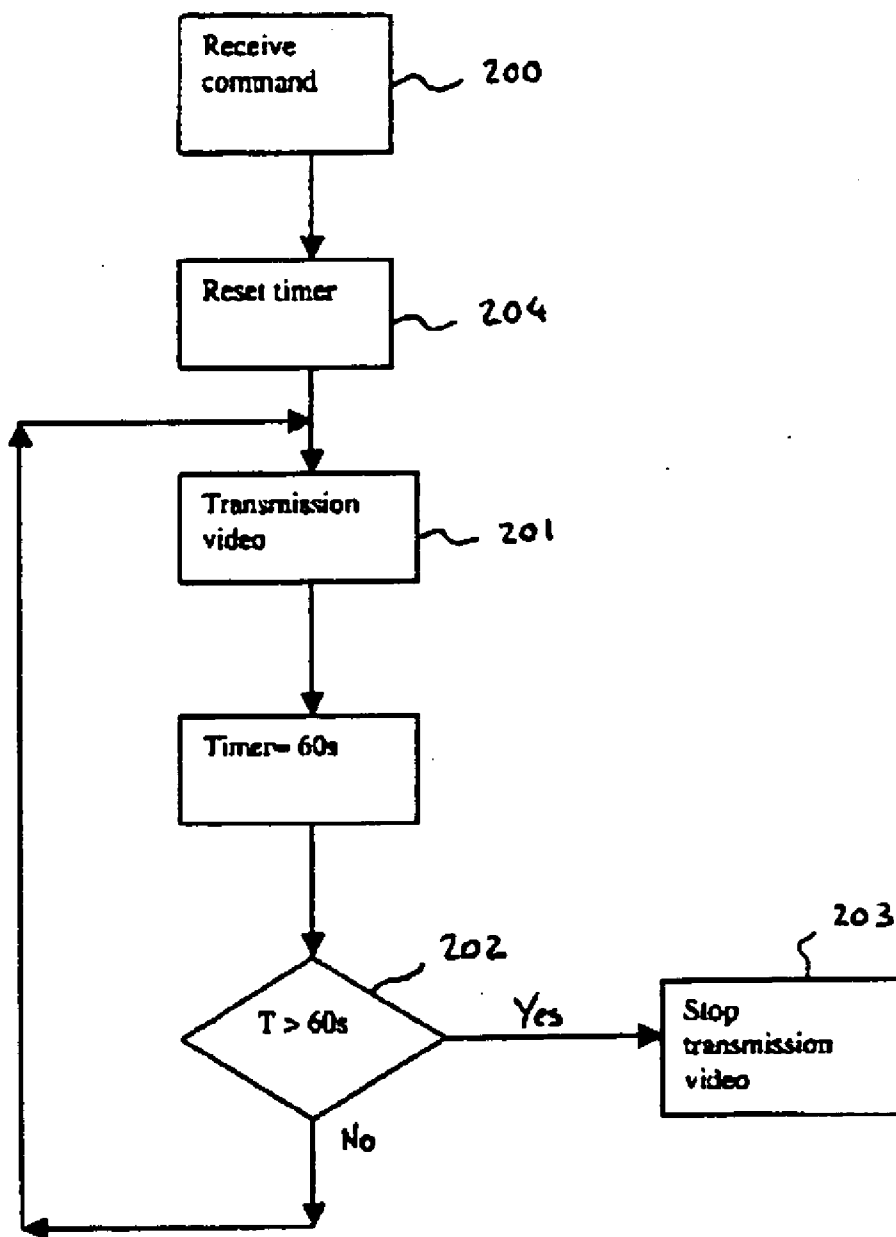 Receive
command
200
Reset timer
204
Transmission
video
201
Timer= 60s
202
203
T > 60s
Yes
Stop
transmission
video
No